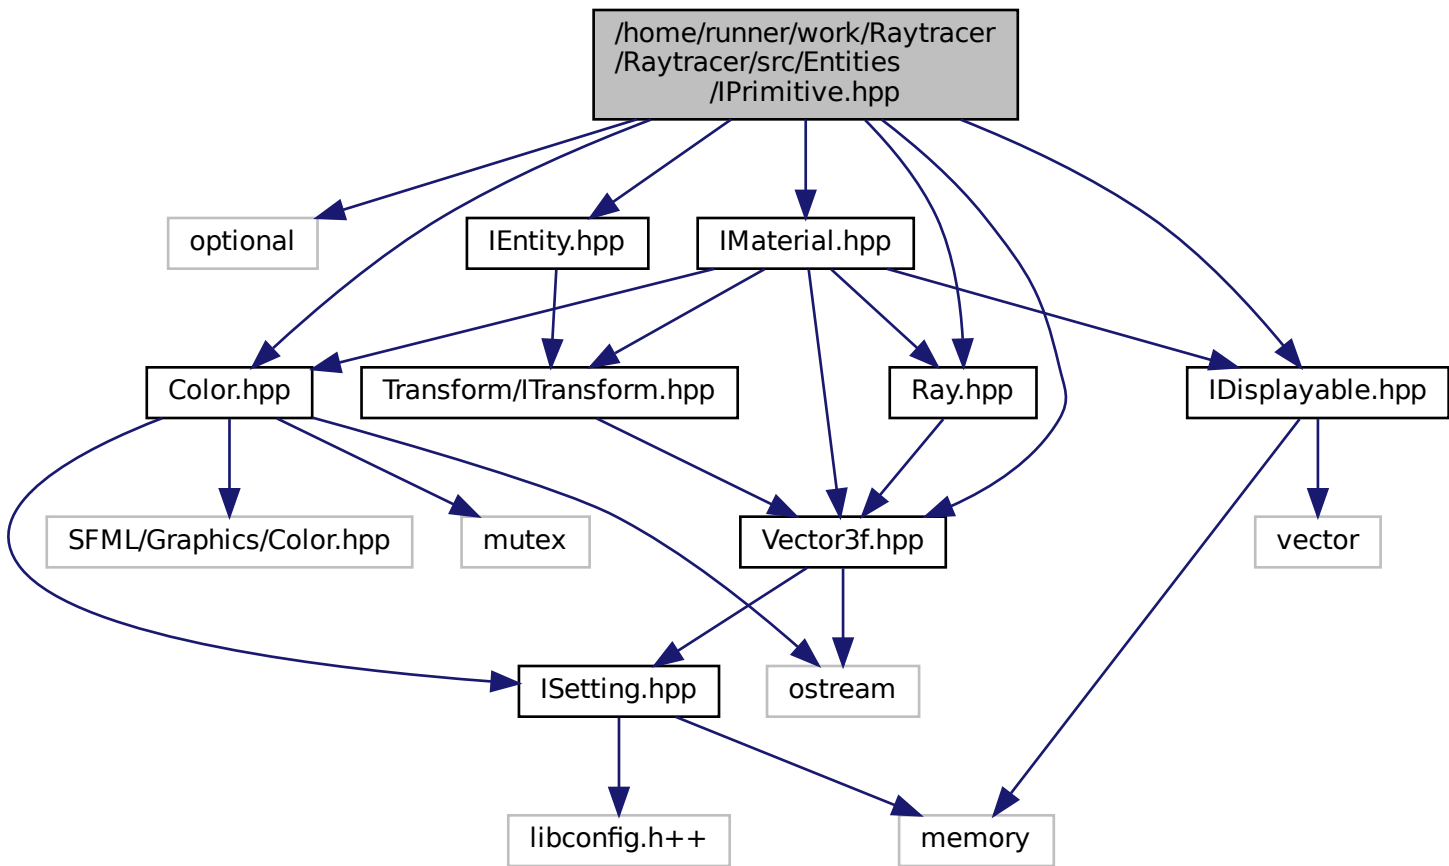 /home/runner/work/Raytracer
/Raytracer/src/Entities
/IPrimitive.hpp
optional
IEntity.hpp
IMaterial.hpp
Color.hpp
Transform/ITransform.hpp
Ray.hpp
IDisplayable.hpp
SFML/Graphics/Color.hpp
mutex
Vector3f.hpp
vector
ISetting.hpp
ostream
libconfig.h++
memory